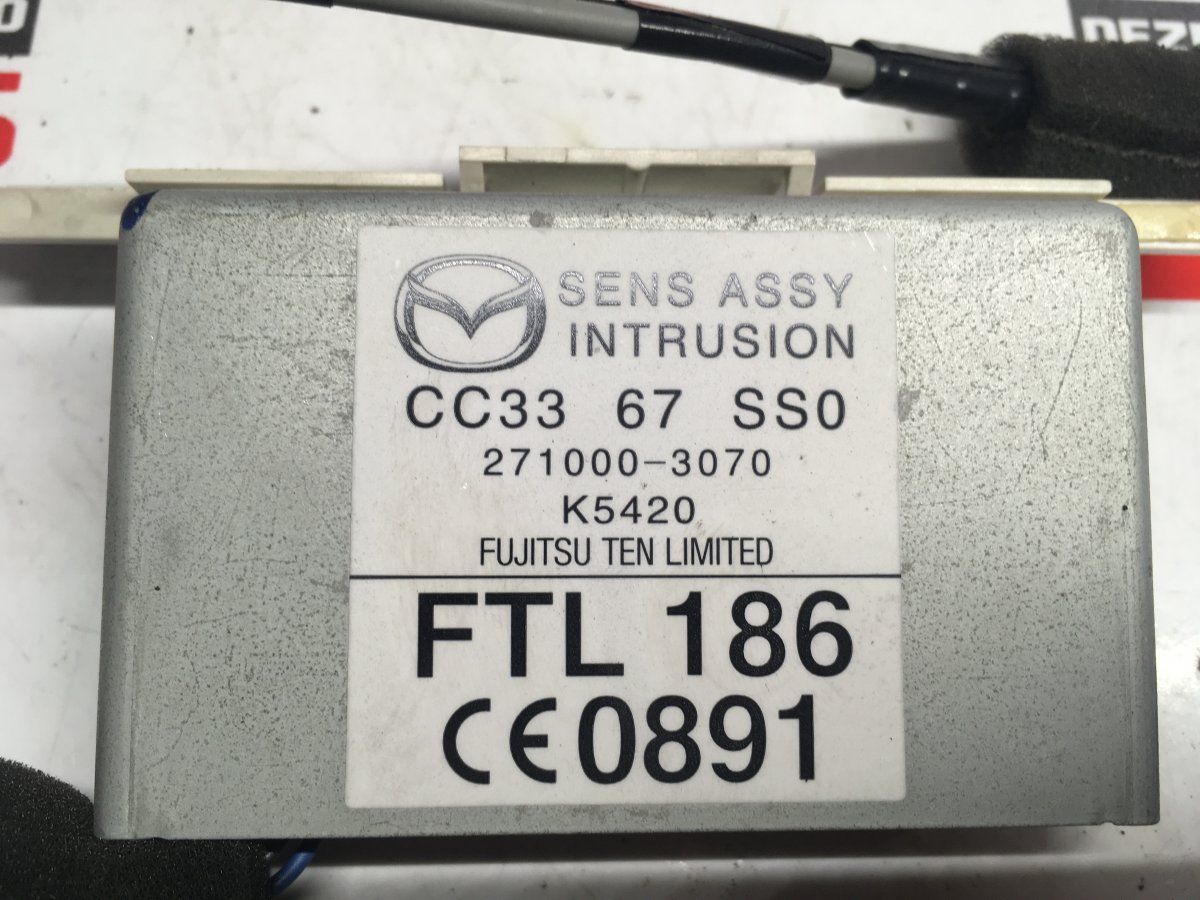 SENS ASSY
INTRUSION
CC33 67 SS0
271000-3070
K5420
FUJITSU TEN LIMITED
FTL 186
CE0891